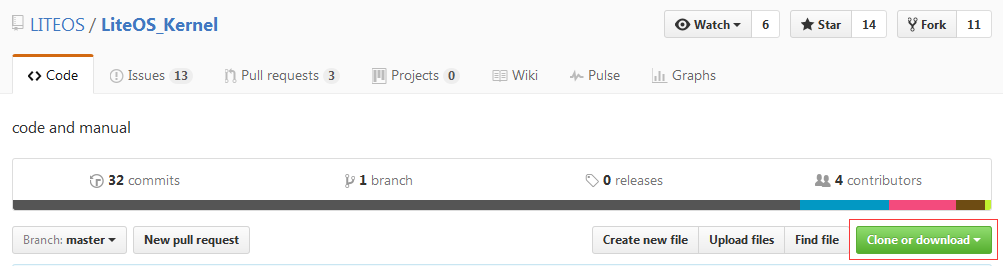 LITEOS / LiteOS_Kernel Watch 6 Star 14 Fork 11
Code Issues 13 Pull requests 3 Projects 0 Wiki Pulse Graphs
code and manual
32 commits 1 branch 0 releases 4 contributors
Branch: master New pull request Create new file Upload files Find file Clone or download